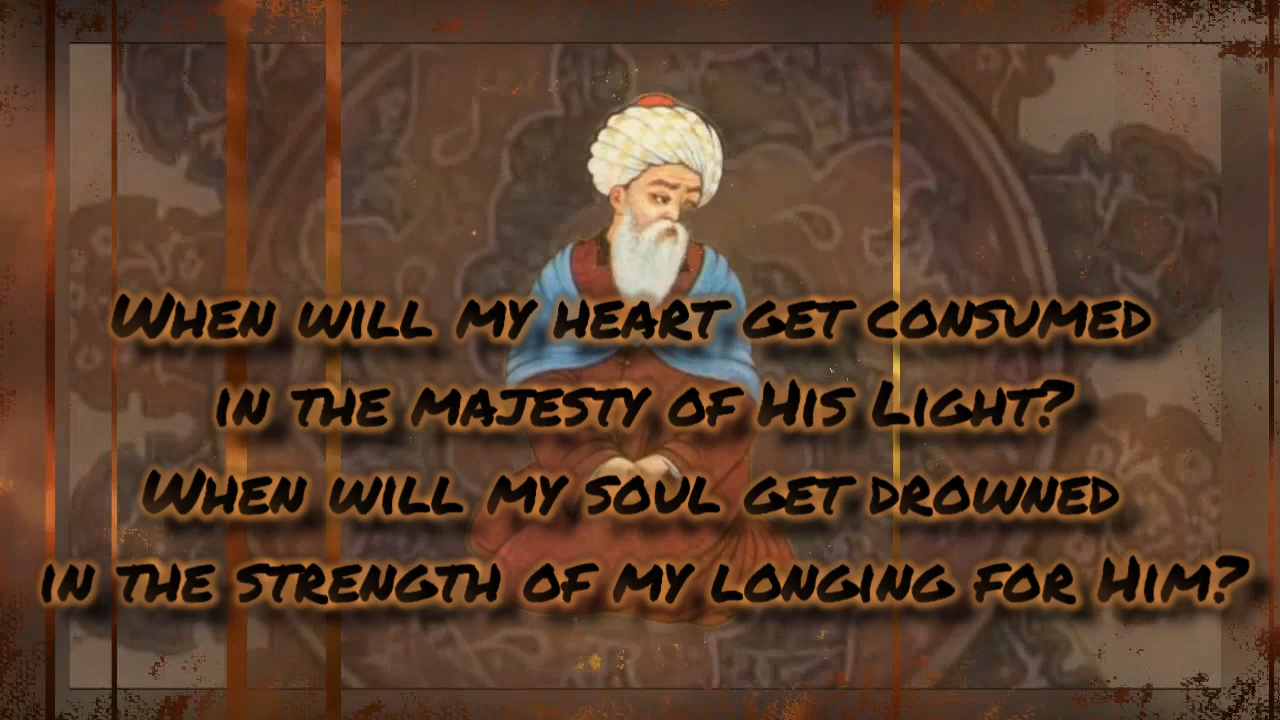 When will my heart get consumed
in the majesty of His Light?
When will my soul get drowned
in the strength of my longing for Him?